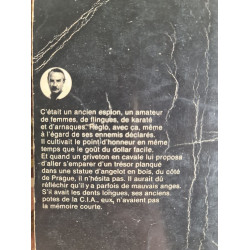 C'était un ancien espion, un amateur
de femmes, de flingues, de karaté
et d'arnaques. Réglo, avec ça, même
à l'égard de ses ennemis déclarés.
Il cultivait le point d'honneur en même
temps que le goût du dollar facile.
Et quand un griveton en cavale lui propose
d'aller s'emparer d'un trésor planqué
dans une statue d'angelot en bois, du côté
de Prague, il n'hésita pas. Il aurait dû
réfléchir qu'il y a parfois de mauvais anges.
S'il avait les dents longues, ses anciens
potes de la C.I.A., eux, n'avaient pas
la mémoire courte.